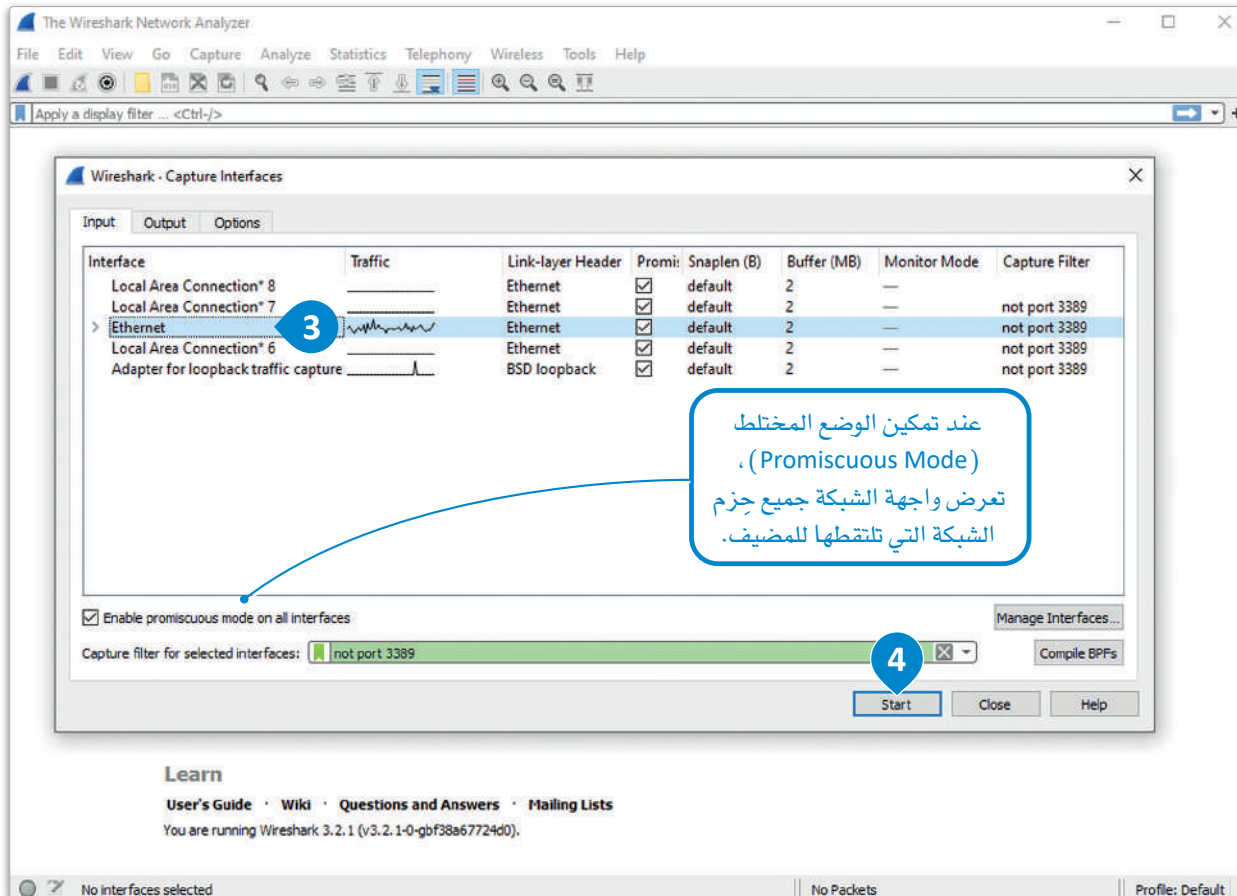 The Wireshark Network Analyzer
File Edit View Go Capture Analyze Statistics Telephony Wireless Tools Help
Apply a display filter ... <Ctrl-/>
Wireshark · Capture Interfaces
Input Output Options
Interface Traffic Link-layer Header Promis Snaplen (B) Buffer (MB) Monitor Mode Capture Filter
Local Area Connection* 8 Ethernet default 2 —
Local Area Connection* 7 Ethernet default 2 — not port 3389
Ethernet 3 Ethernet default 2 — not port 3389
Local Area Connection* 6 Ethernet default 2 — not port 3389
Adapter for loopback traffic capture BSD loopback default 2 — not port 3389
عند تمكين الوضع المختلط
(Promiscuous Mode)،
تعرض واجهة الشبكة جميع حِزم
الشبكة التي تلتقطها للمضيف.
Enable promiscuous mode on all interfaces Manage Interfaces...
Capture filter for selected interfaces: not port 3389 4 Compile BPFs
Start Close Help
Learn
User's Guide · Wiki · Questions and Answers · Mailing Lists
You are running Wireshark 3.2.1 (v3.2.1-0-gbf38a67724d0).
No interfaces selected No Packets Profile: Default